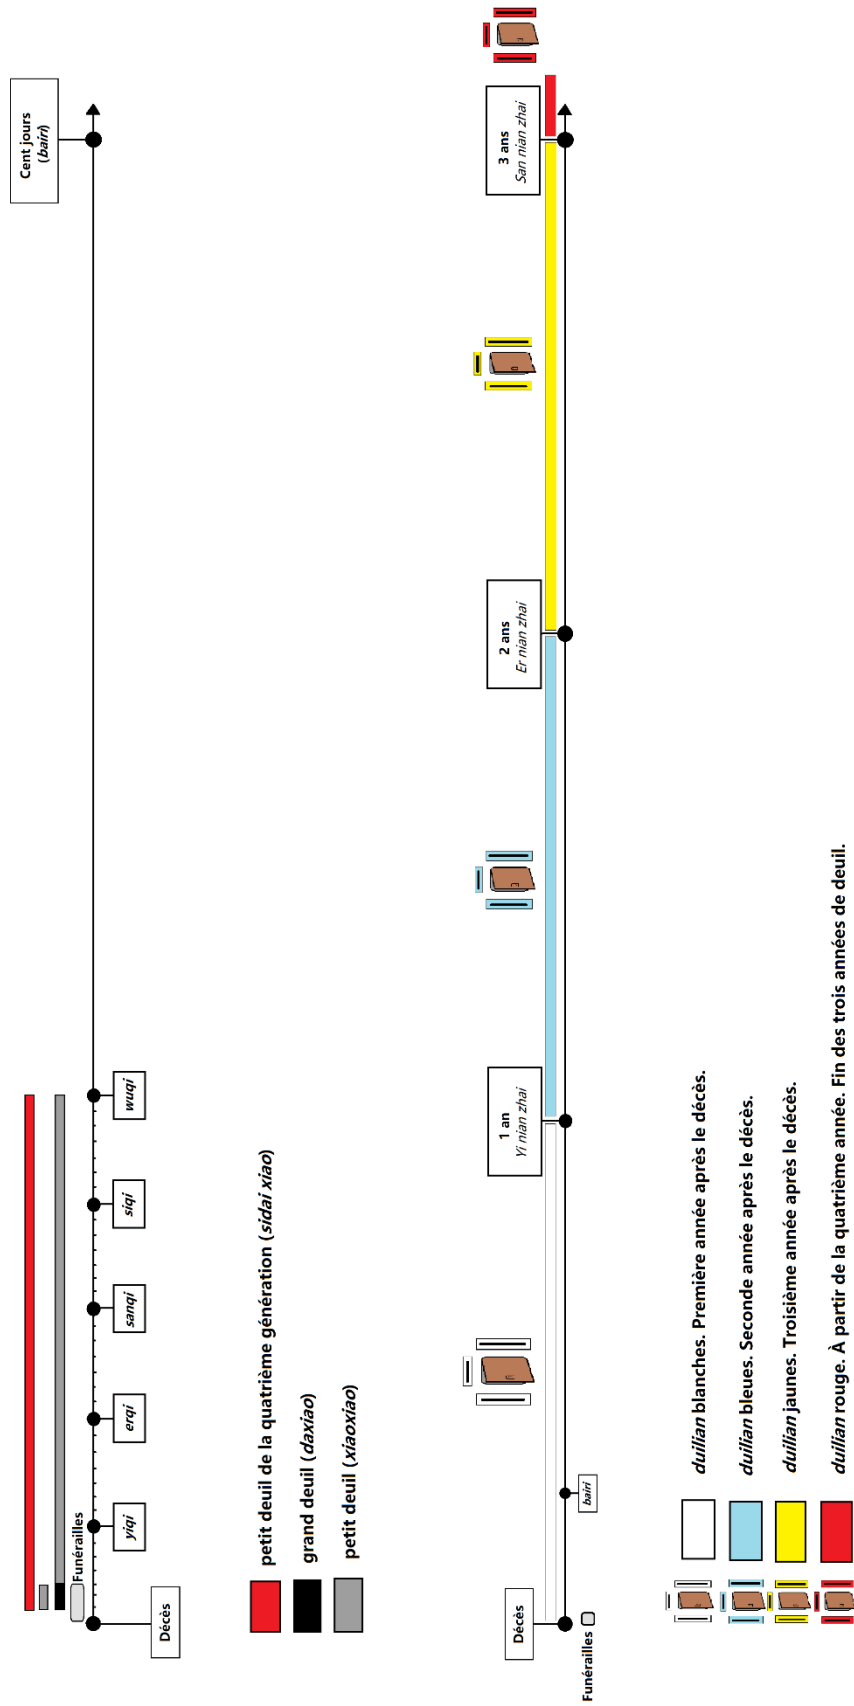 Cent jours
(bairi)
Funérailles
Décès
yiqi
erqi
sanqi
siqi
wuqi
petit deuil de la quatrième génération (sidai xiao)
grand deuil (daxiao)
petit deuil (xiaoxiao)
Décès
1 an
Yi nian zhai
2 ans
Er nian zhai
3 ans
San nian zhai
bairi
Funérailles
duilian blanches. Première année après le décès.
duilian bleues. Seconde année après le décès.
duilian jaunes. Troisième année après le décès.
duilian rouge. À partir de la quatrième année. Fin des trois années de deuil.